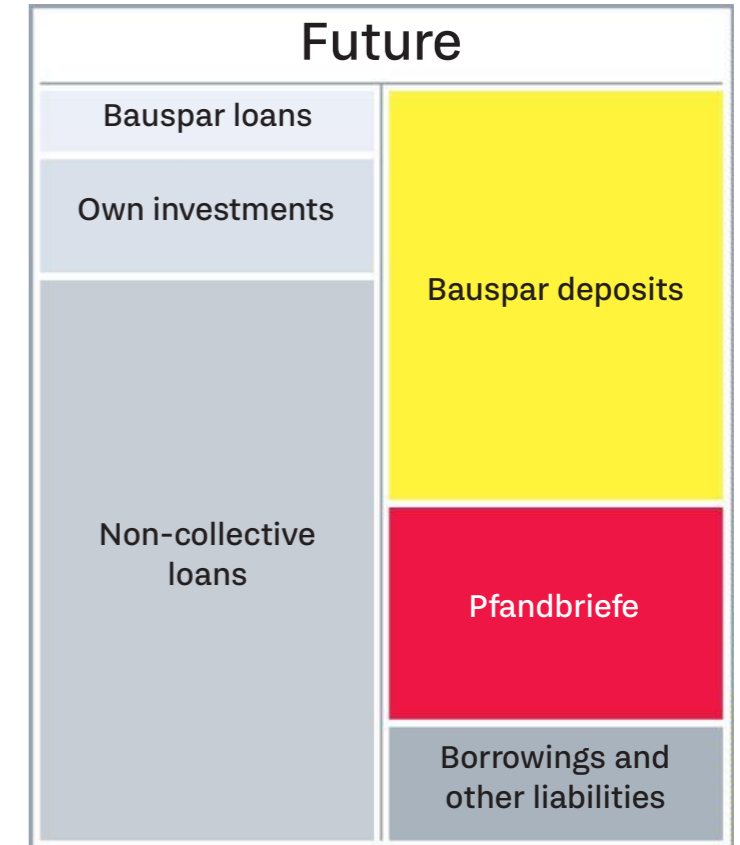 Future
Bauspar loans
Own investments
Non-collective
loans
Bauspar deposits
Pfandbriefe
Borrowings and
other liabilities